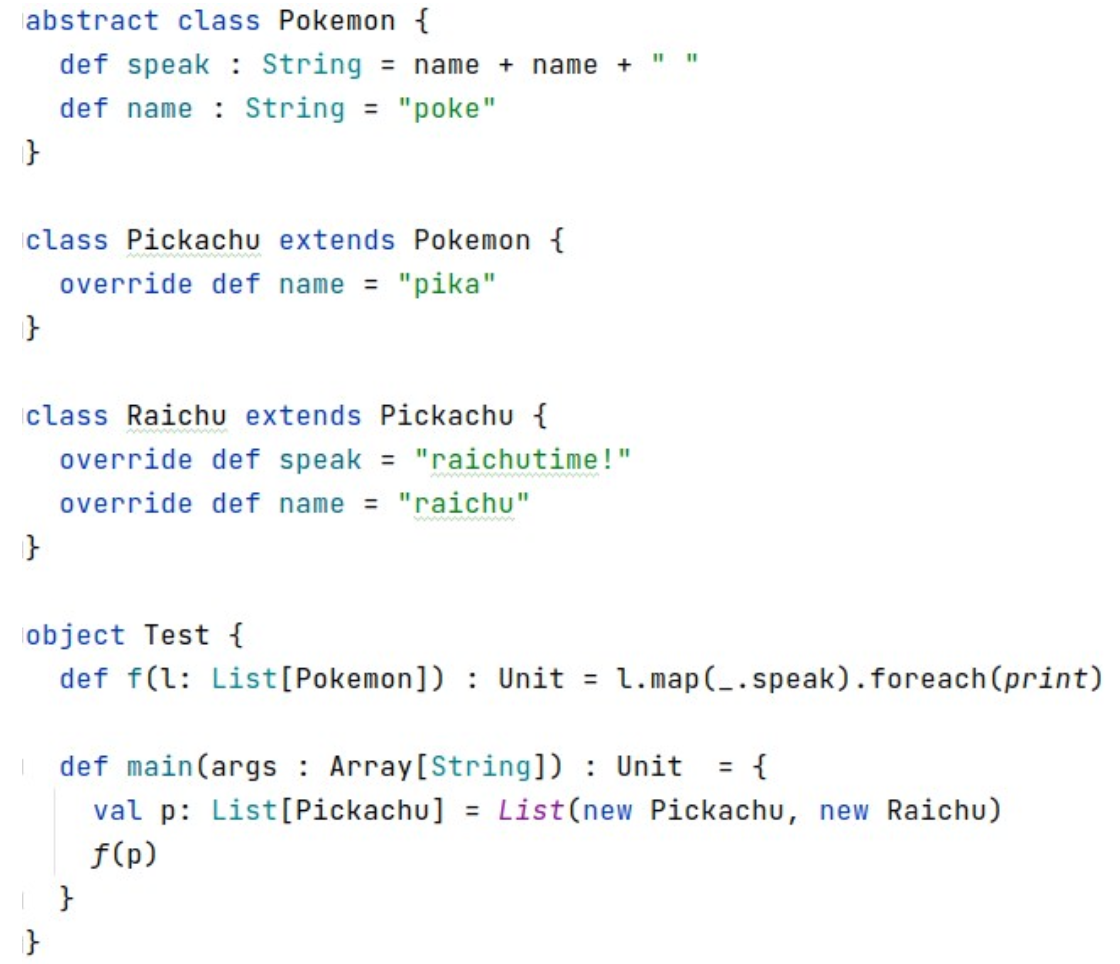 abstract class Pokemon {
  def speak : String = name + name + " "
  def name : String = "poke"
}
class Pickachu extends Pokemon {
  override def name = "pika"
}
class Raichu extends Pickachu {
  override def speak = "raichutime!"
  override def name = "raichu"
}
object Test {
  def f(l: List[Pokemon]) : Unit = l.map(_.speak).foreach(print)
  def main(args : Array[String]) : Unit  = {
    val p: List[Pickachu] = List(new Pickachu, new Raichu)
    f(p)
  }
}